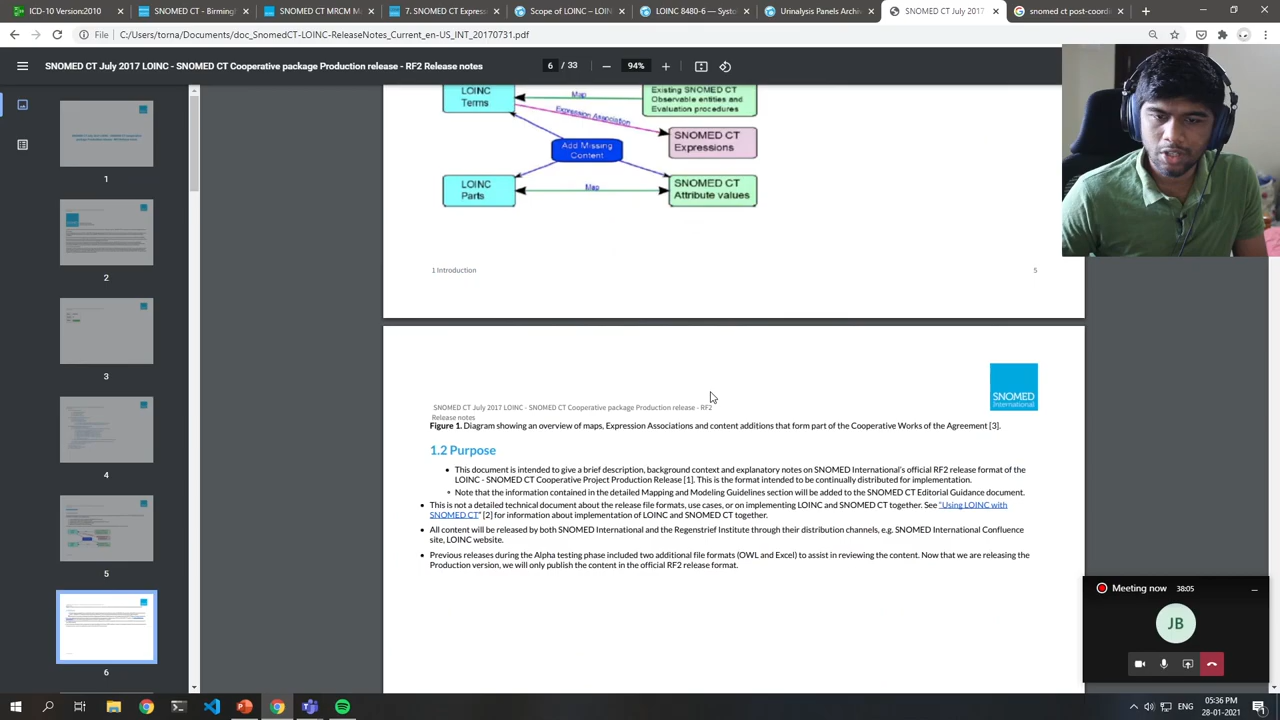 ICD-10 Version:2010
SNOMED CT - Birming
SNOMED CT MRCM M
7. SNOMED CT Expres
Scope of LOINC – LOIN
LOINC 8480-6 — Syst
Urinalysis Panels Archi
SNOMED CT July 2017
snomed ct coordi
File
C:/Users/torna/Documents/doc_SnomedCT-LOINC-ReleaseNotes_Current_en-US_INT_20170731.pdf
SNOMED CT July 2017 LOINC - SNOMED CT Cooperative package Production release - RF2 Release notes
6 / 33
94%
LOINC
Terms
Map
Existing SNOMED CT
Observable entities and
Evaluation procedures
Expression Association
SNOMED CT
Expressions
Add Missing
Content
LOINC
Parts
Map
SNOMED CT
Attribute values
1 Introduction
5
SNOMED
International
SNOMED CT July 2017 LOINC - SNOMED CT Cooperative package Production release - RF2
Release notes
Figure 1. Diagram showing an overview of maps, Expression Associations and content additions that form part of the Cooperative Works of the Agreement [3].
1.2 Purpose
• This document is intended to give a brief description, background context and explanatory notes on SNOMED International's official RF2 release format of the
LOINC - SNOMED CT Cooperative Project Production Release [1]. This is the format intended to be continually distributed for implementation.
• Note that the information contained in the detailed Mapping and Modeling Guidelines section will be added to the SNOMED CT Editorial Guidance document.
• This is not a detailed technical document about the release file formats, use cases, or on implementing LOINC and SNOMED CT together. See "Using LOINC with
SNOMED CT" [2] for information about implementation of LOINC and SNOMED CT together.
• All content will be released by both SNOMED International and the Regenstrief Institute through their distribution channels, e.g. SNOMED International Confluence
site, LOINC website.
• Previous releases during the Alpha testing phase included two additional file formats (OWL and Excel) to assist in reviewing the content. Now that we are releasing the
Production version, we will only publish the content in the official RF2 release format.
1
2
3
4
5
6
Meeting now
38:05
JB
ENG
05:36 PM
28-01-2021